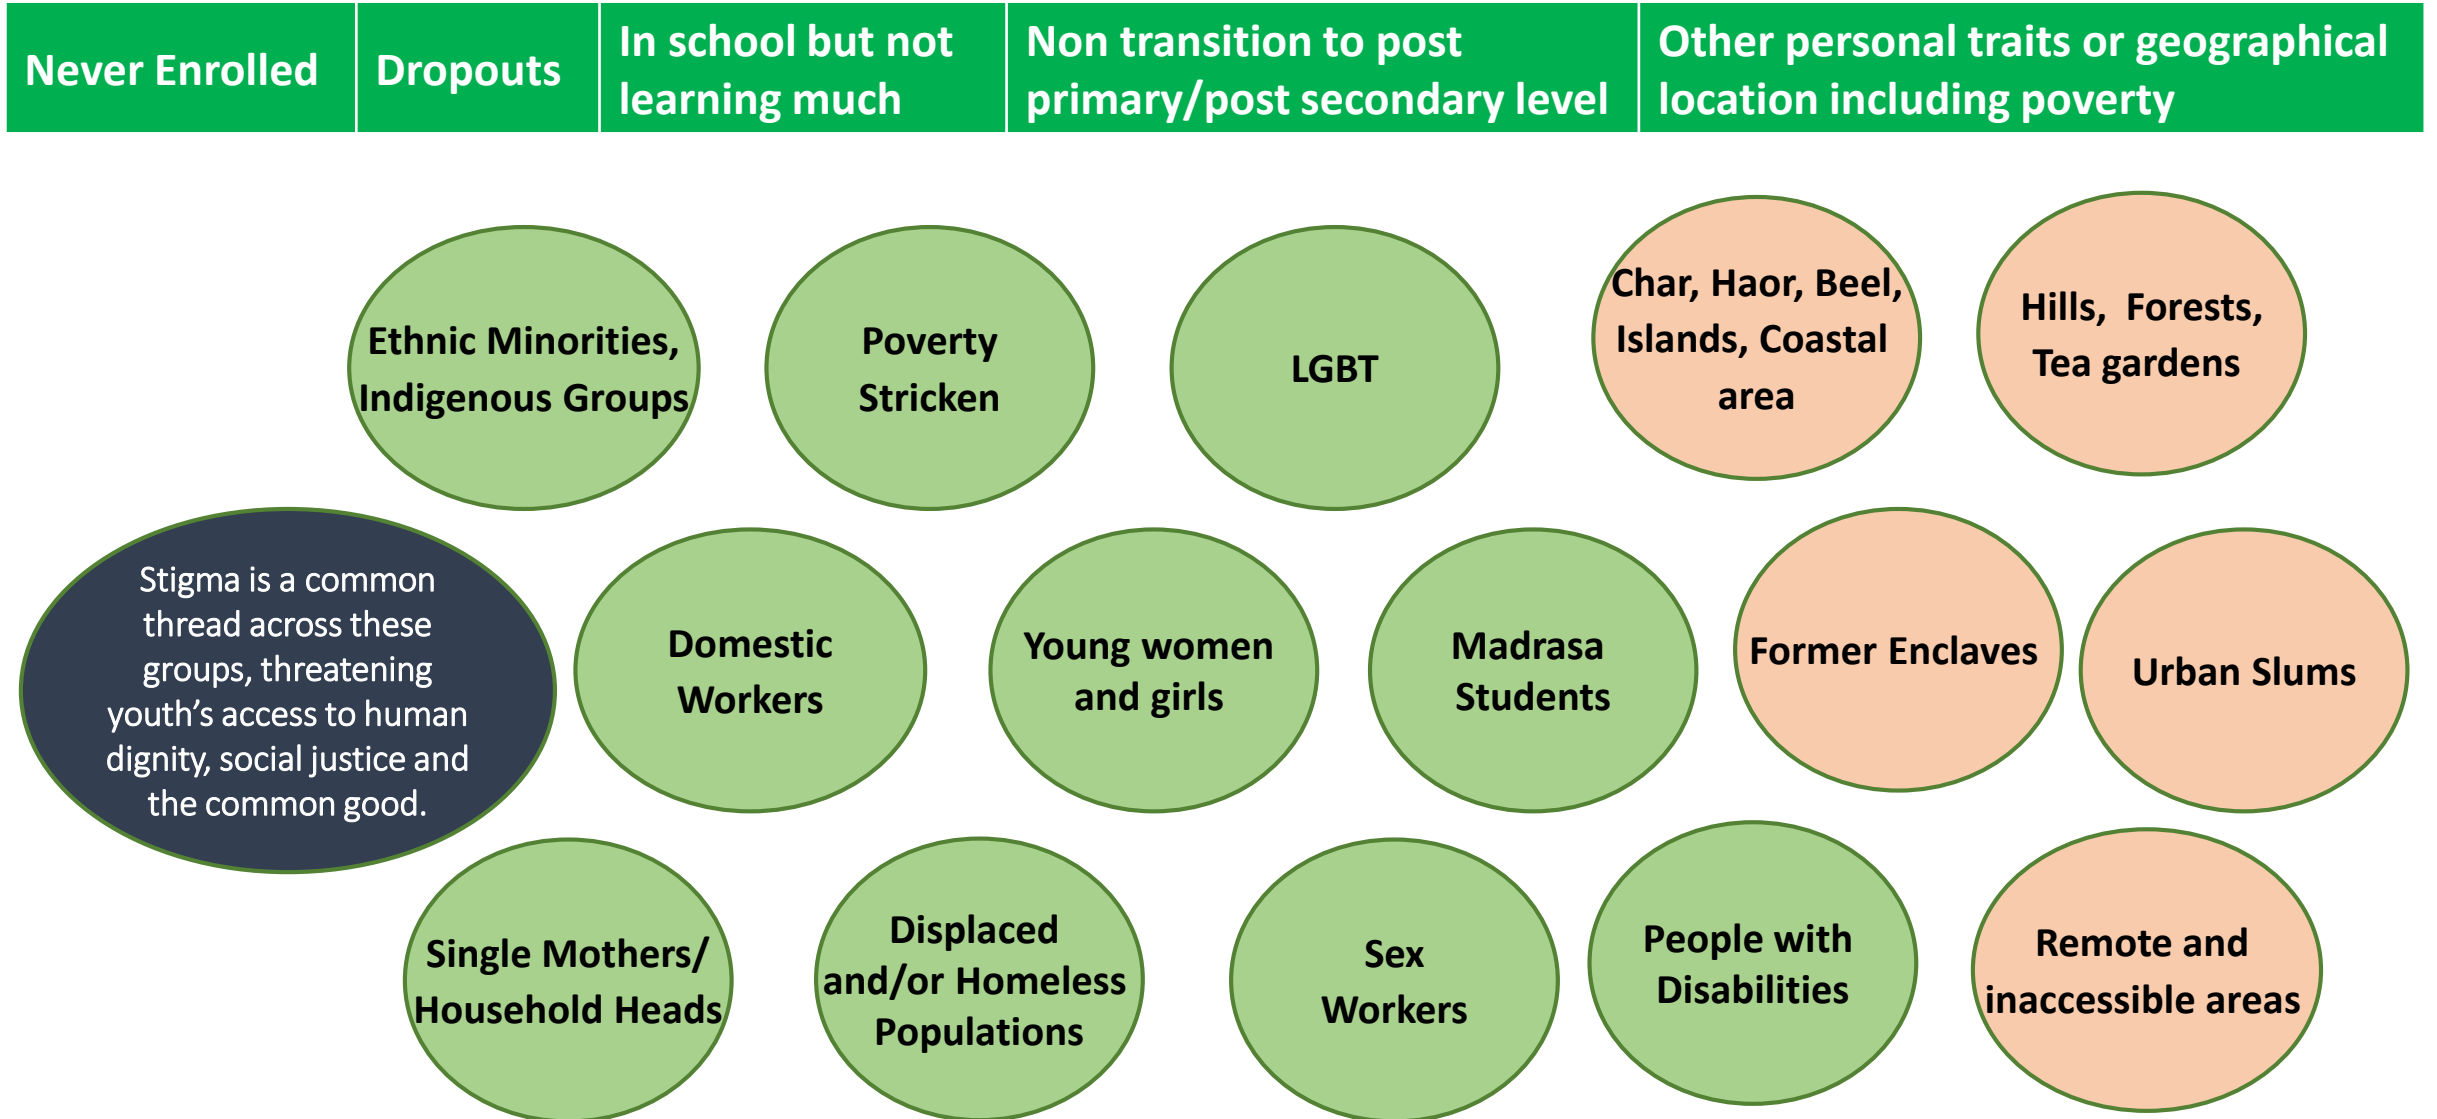 Never Enrolled
Dropouts
In school but not
learning much
Non transition to post
primary/post secondary level
Other personal traits or geographical
location including poverty
Ethnic Minorities,
Indigenous Groups
Poverty
Stricken
LGBT
Char, Haor, Beel,
Islands, Coastal
area
Hills, Forests,
Tea gardens
Stigma is a common
thread across these
groups, threatening
youth’s access to human
dignity, social justice and
the common good.
Domestic
Workers
Young women
and girls
Madrasa
Students
Former Enclaves
Urban Slums
Single Mothers/
Household Heads
Displaced
and/or Homeless
Populations
Sex
Workers
People with
Disabilities
Remote and
inaccessible areas